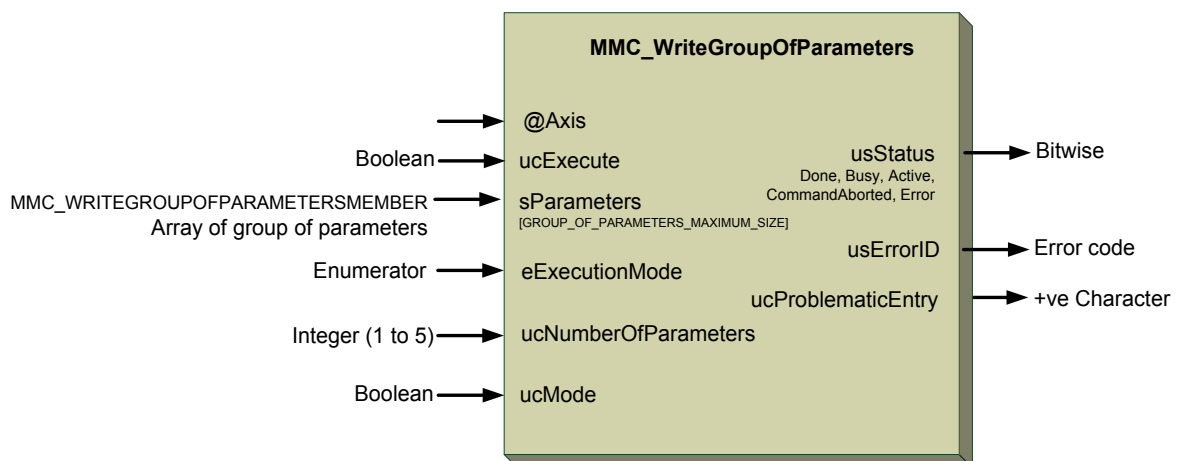 MMC_WriteGroupOfParameters
@Axis
Boolean
ucExecute
MMC_WRITEGROUPOFPARAMETERSMEMBER
Array of group of parameters
sParameters
[GROUP_OF_PARAMETERS_MAXIMUM_SIZE]
Enumerator
eExecutionMode
Integer (1 to 5)
ucNumberOfParameters
Boolean
ucMode
usStatus
Done, Busy, Active,
CommandAborted, Error
Bitwise
usErrorID
Error code
ucProblematicEntry
+ve Character